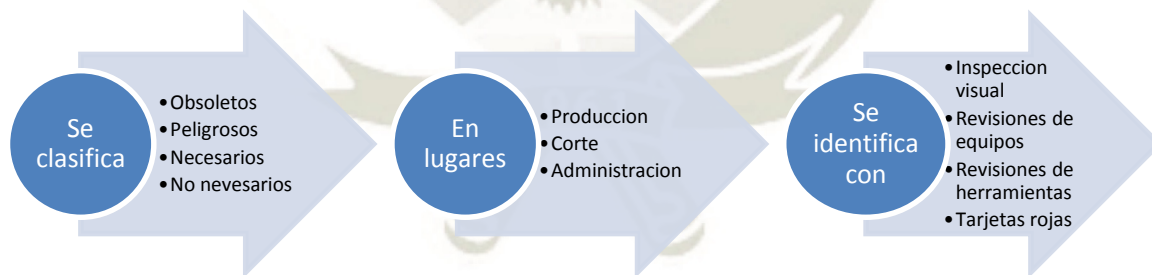 Se
clasifica
•Obsoletos
•Peligrosos
•Necesarios
•No nevesarios
En
lugares
•Produccion
•Corte
•Administracion
Se
identifica
con
•Inspeccion
visual
•Revisiones de
equipos
•Revisiones de
herramientas
•Tarjetas rojas